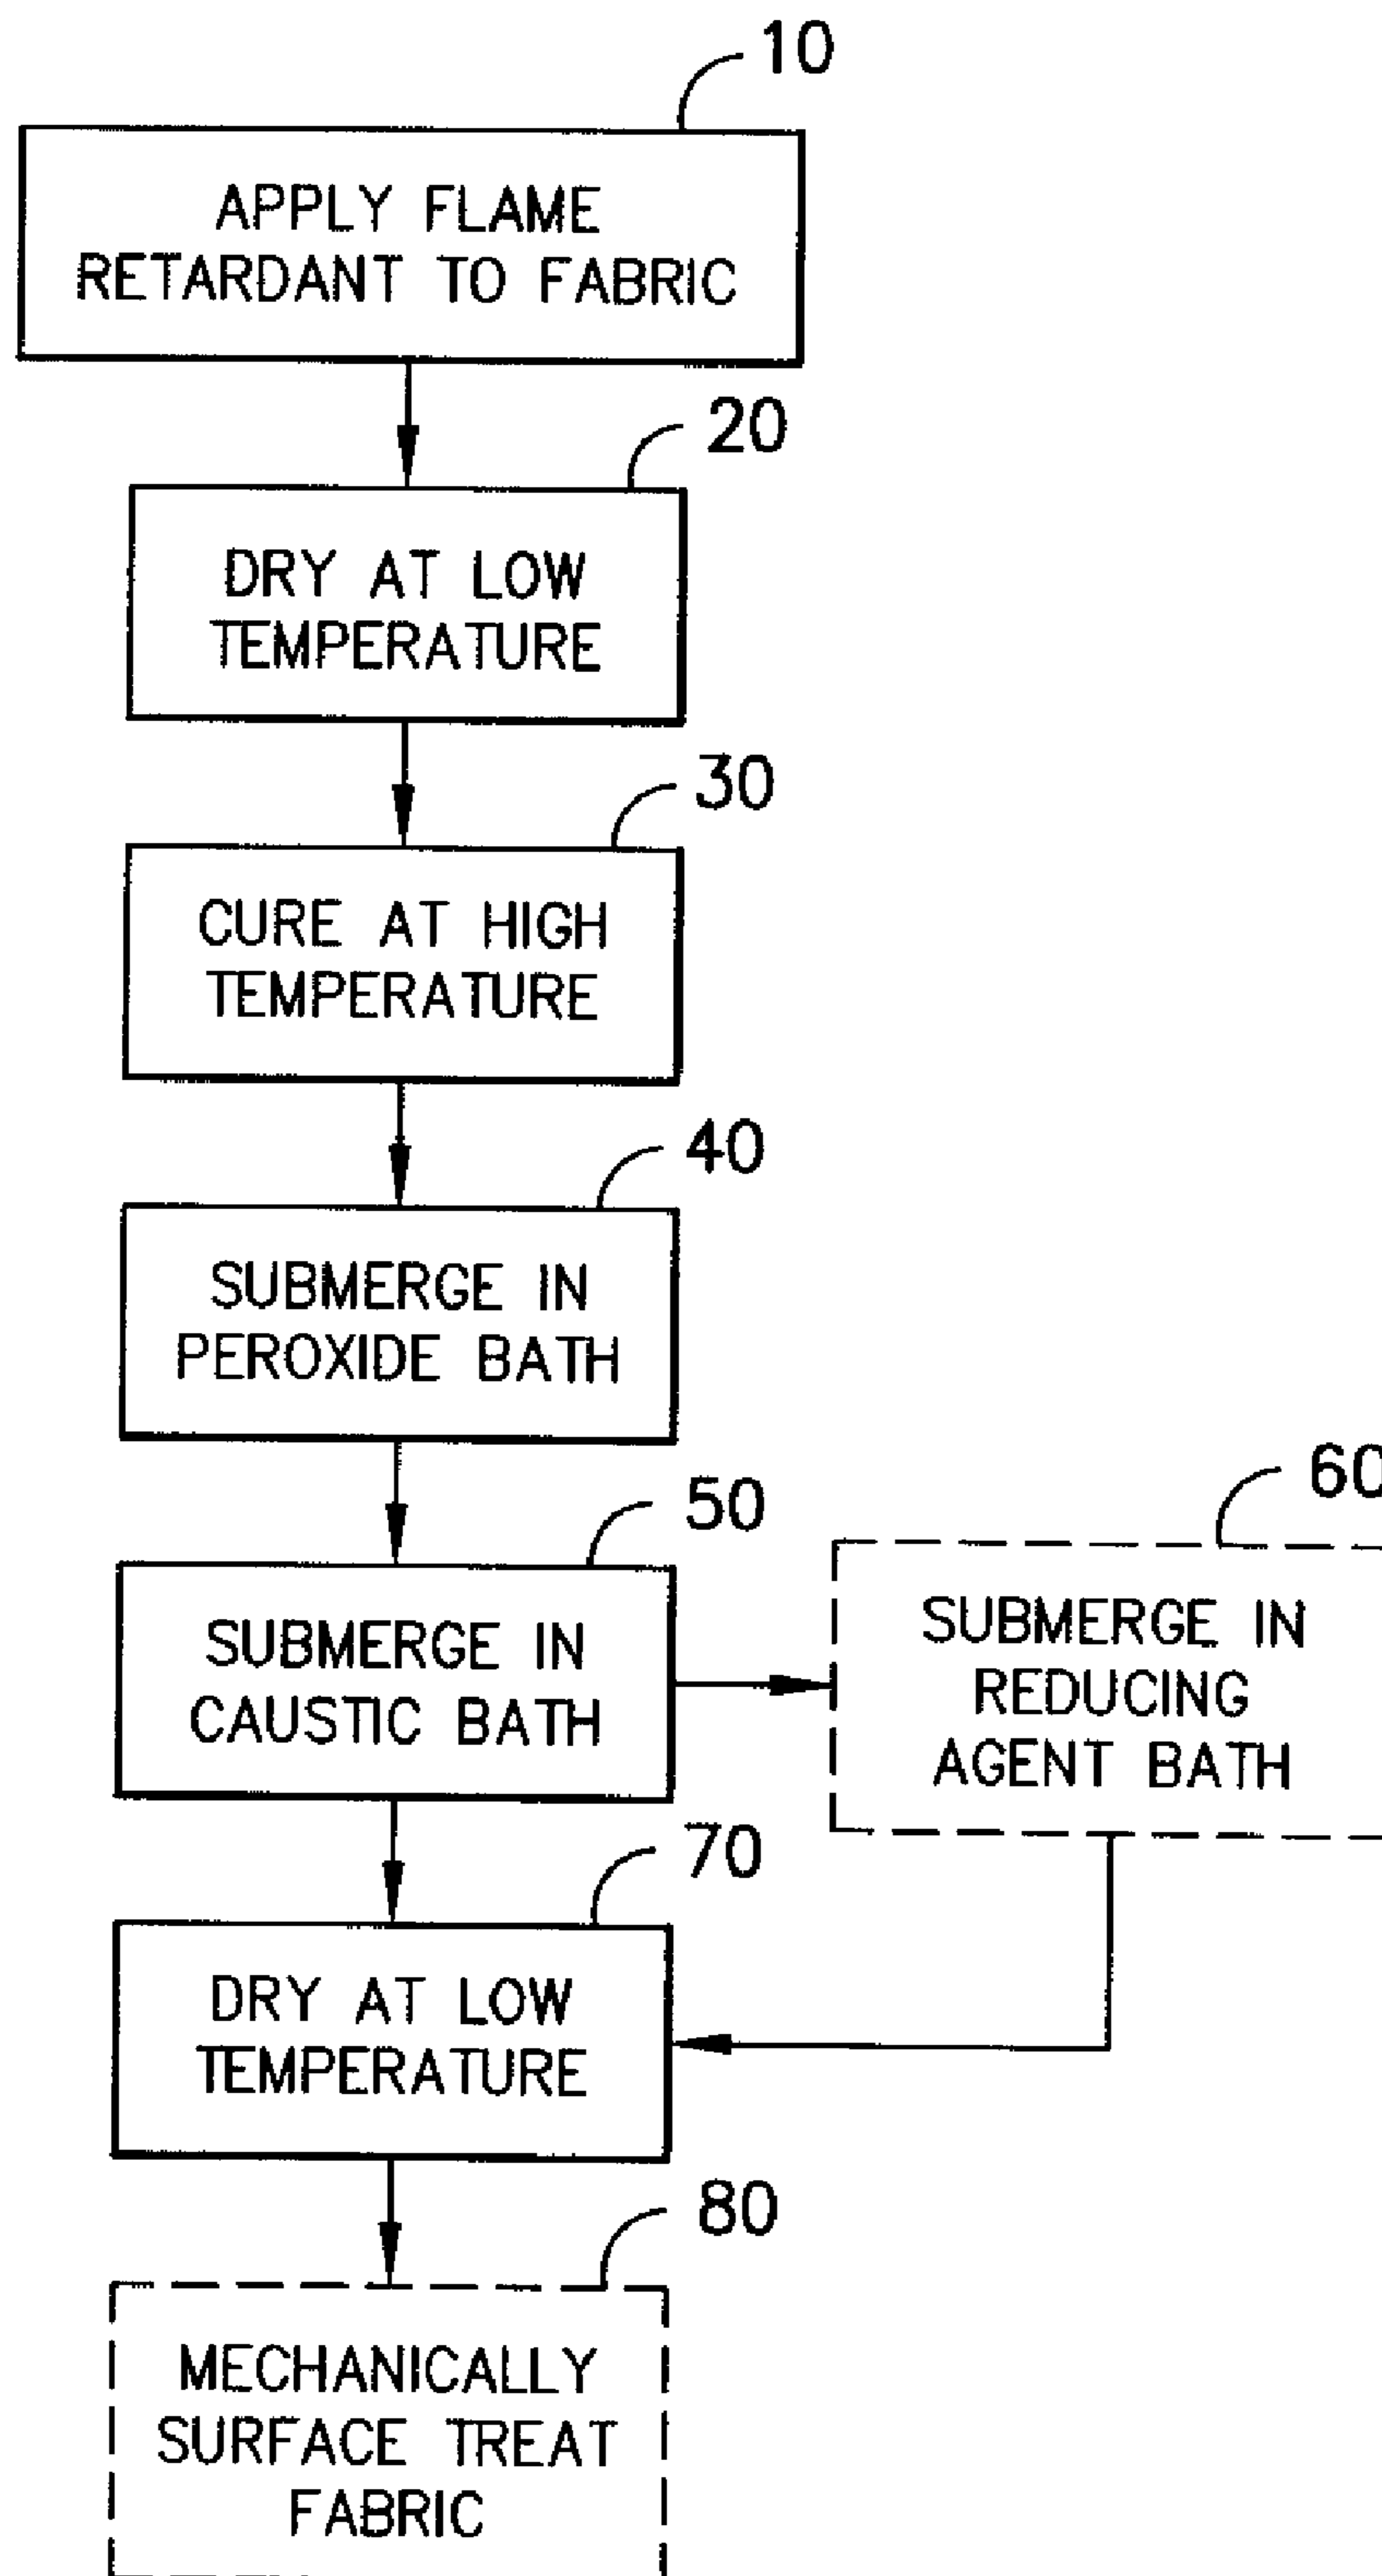 10
APPLY FLAME
RETARDANT TO FABRIC
20
DRY AT LOW
TEMPERATURE
30
CURE AT HIGH
TEMPERATURE
40
SUBMERGE IN
PEROXIDE BATH
50
SUBMERGE IN
CAUSTIC BATH
60
SUBMERGE IN
REDUCING
AGENT BATH
70
DRY AT LOW
TEMPERATURE
80
MECHANICALLY
SURFACE TREAT
FABRIC